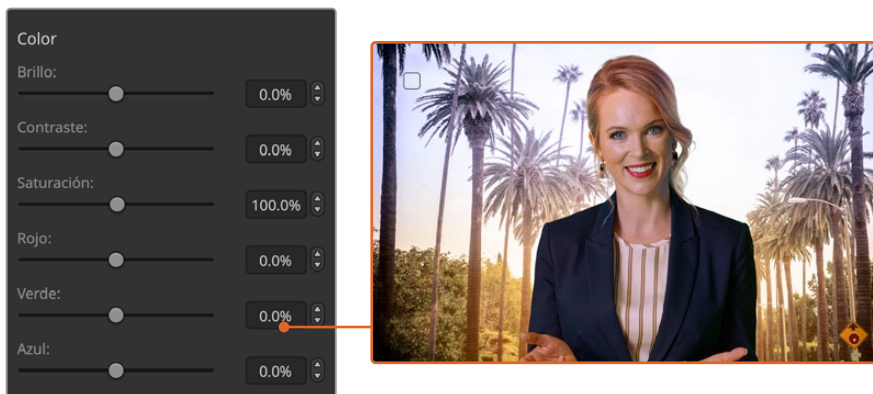 Color
Brillo:
0.0%
Contraste:
0.0%
Saturación:
100.0%
Rojo:
0.0%
Verde:
0.0%
Azul:
0.0%